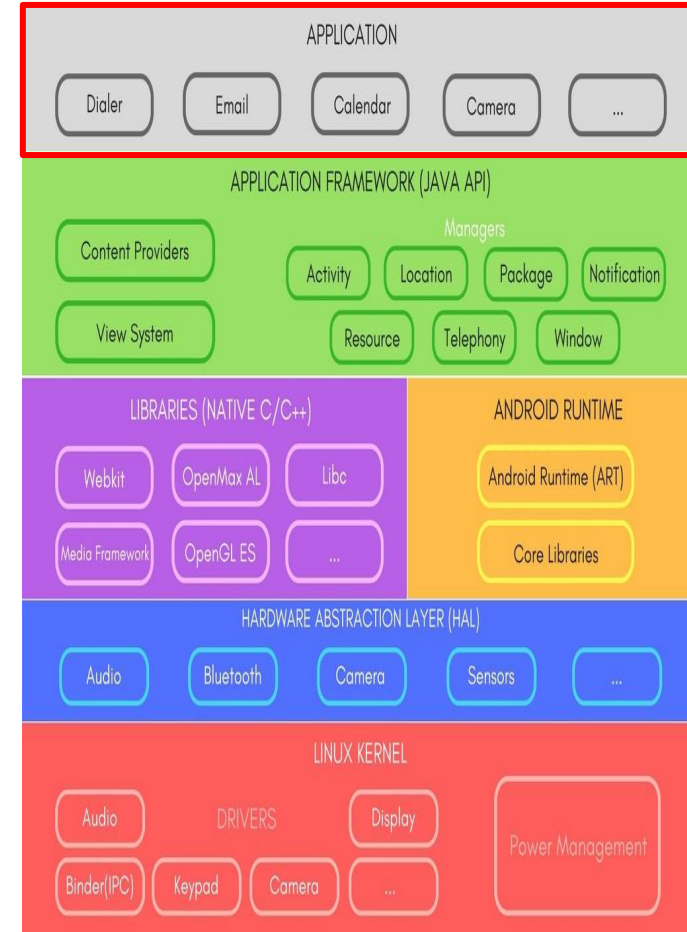 APPLICATION
Dialer Email Calendar Camera ...
APPLICATION FRAMEWORK (JAVA API)
Managers
Content Providers
Activity Location Package Notification
View System
Resource Telephony Window
LIBRARIES (NATIVE C/C++)
Webkit OpenMax AL Libc
Media Framework OpenGL ES ...
ANDROID RUNTIME
Android Runtime (ART)
Core Libraries
HARDWARE ABSTRACTION LAYER (HAL)
Audio Bluetooth Camera Sensors ...
LINUX KERNEL
Audio DRIVERS Display
Binder(IPC) Keypad Camera ...
Power Management